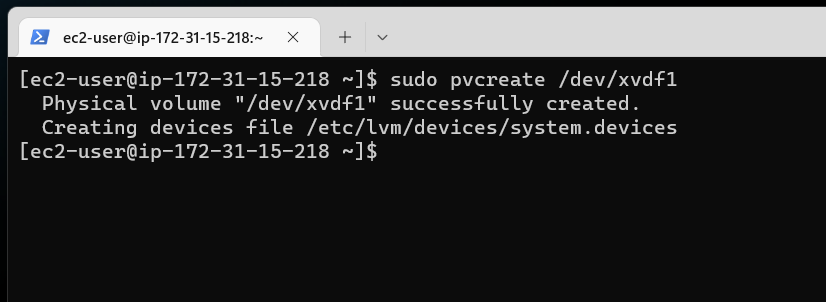 ec2-user@ip-172-31-15-218:~
[ec2-user@ip-172-31-15-218 ~]$ sudo pvcreate /dev/xvdf1
  Physical volume "/dev/xvdf1" successfully created.
  Creating devices file /etc/lvm/devices/system.devices
[ec2-user@ip-172-31-15-218 ~]$